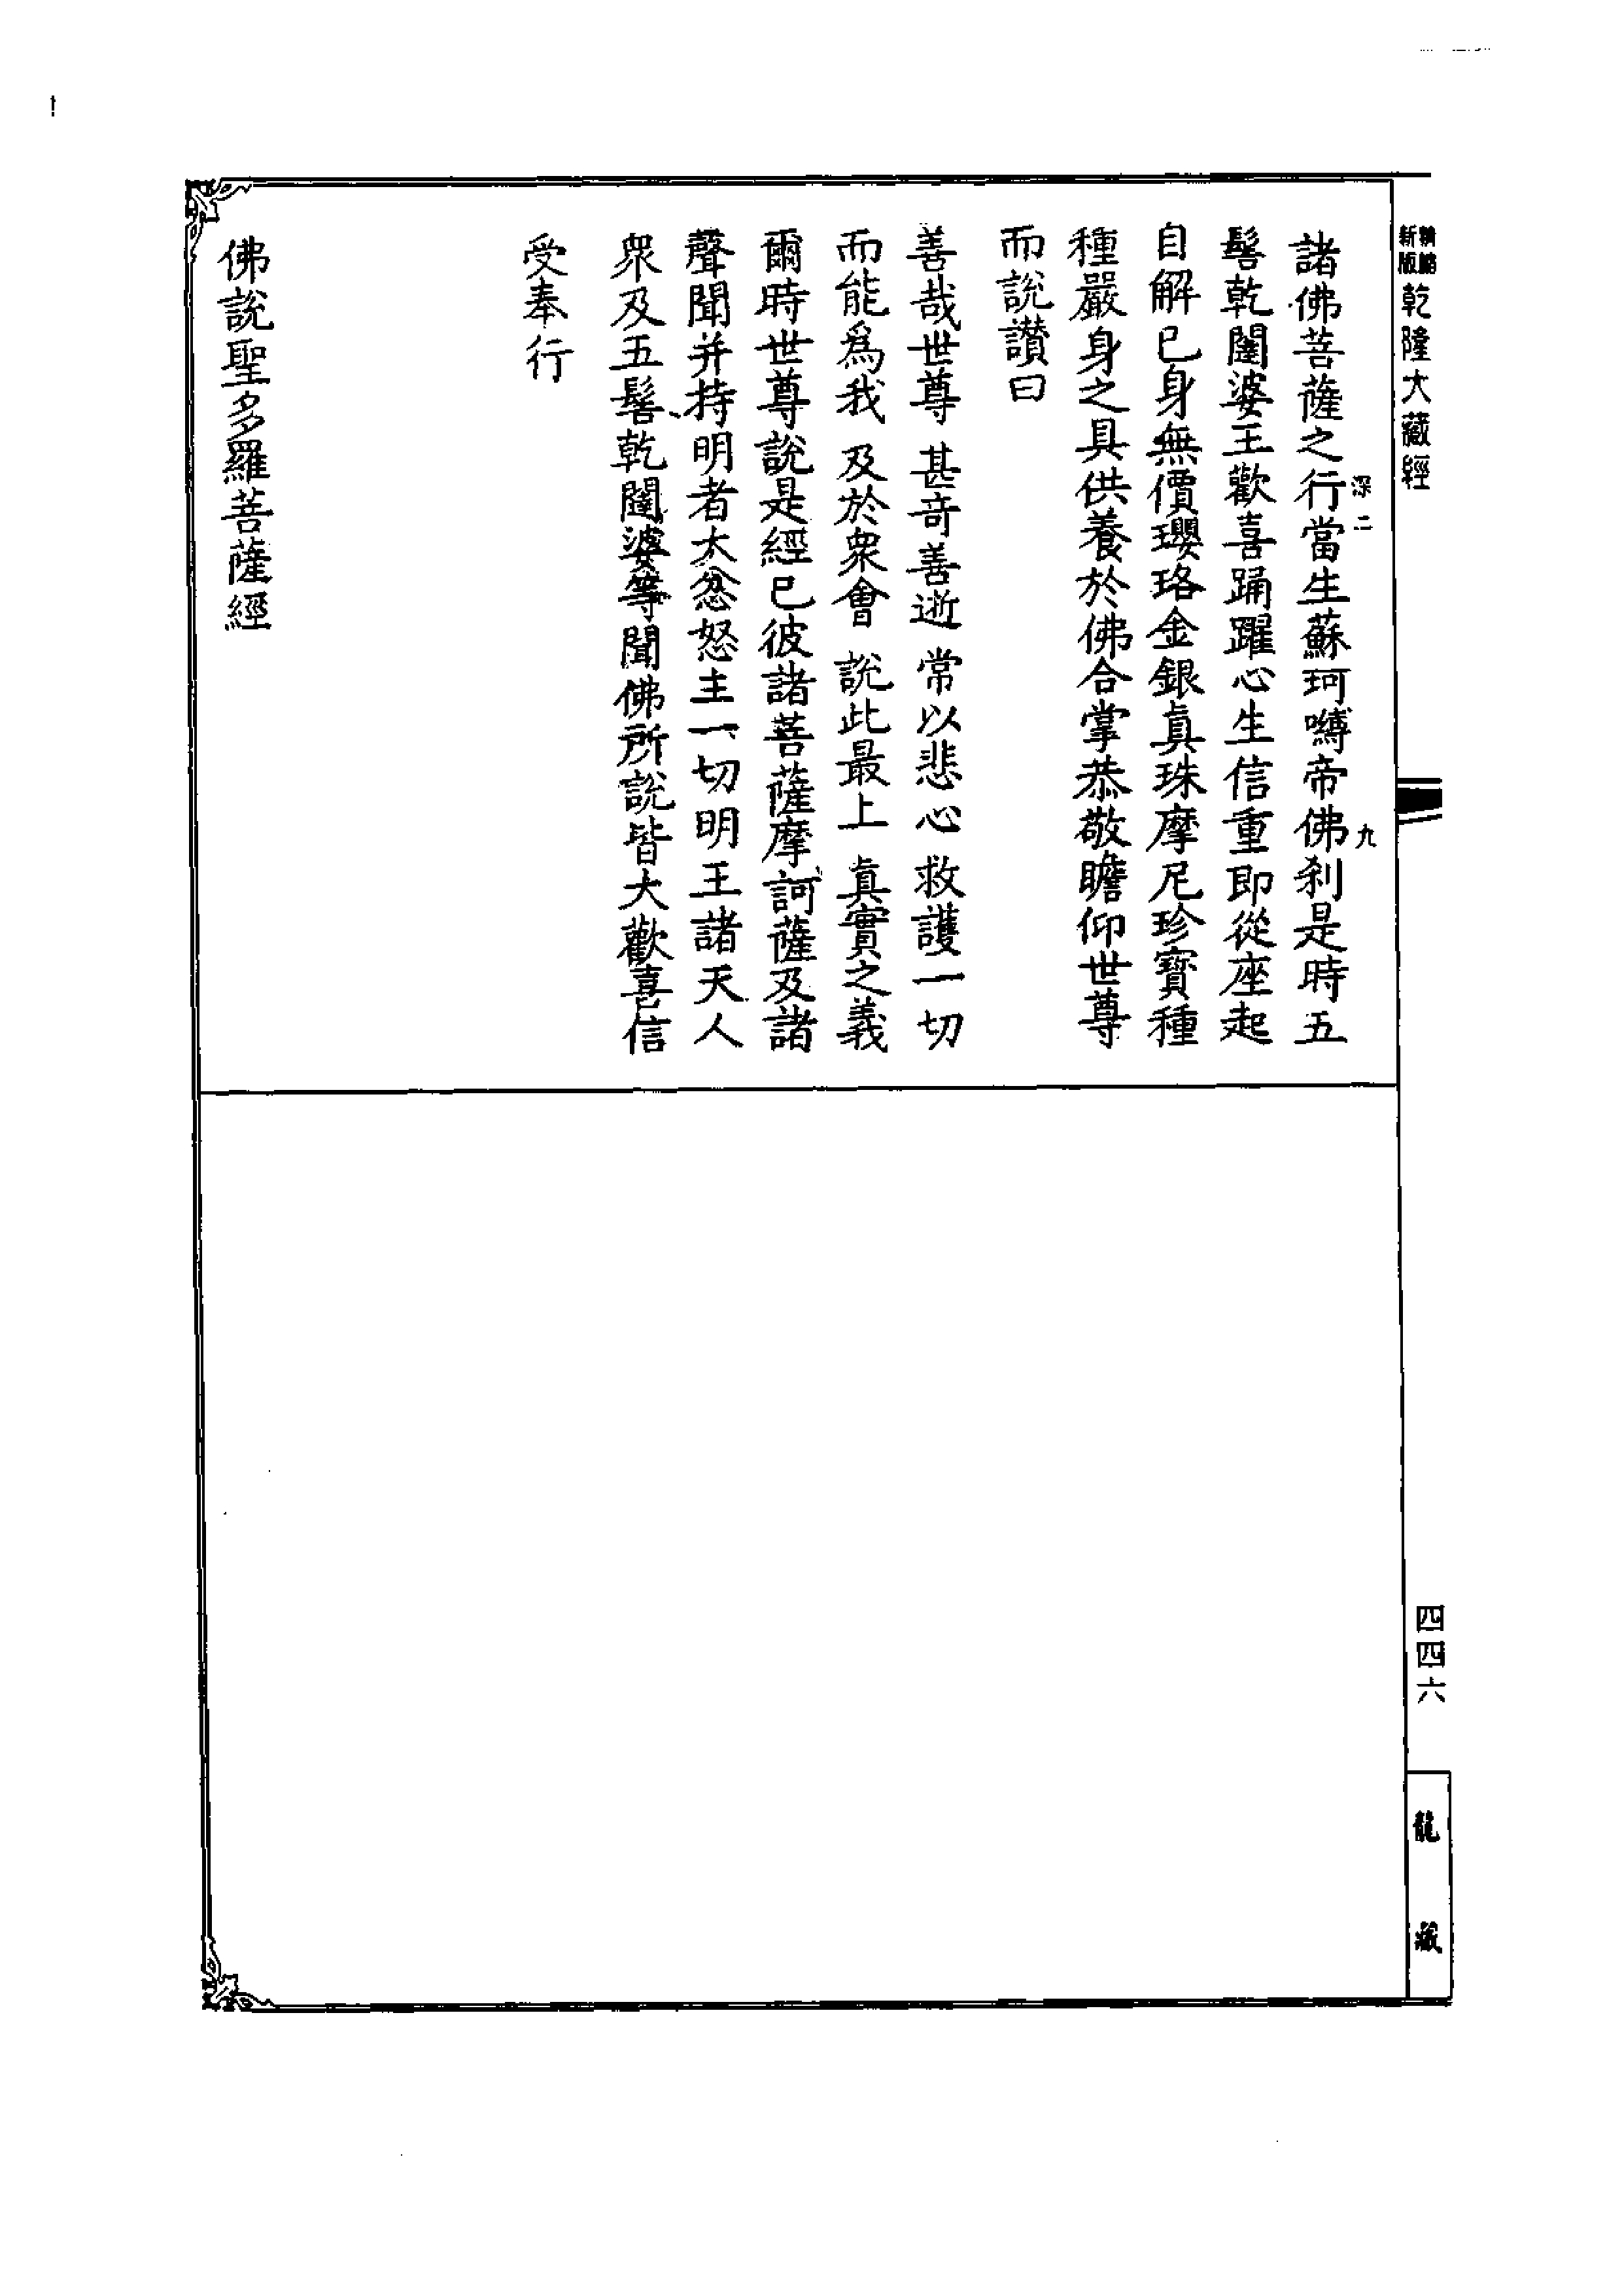 新版
乾隆大藏經
深二
九
諸佛菩薩之行當生蘇珂嚩帝佛剎是時五
髻乾闥婆王歡喜踊躍心生信重即從座起
自解已身無價瓔珞金銀真珠摩尼珍寶種
種嚴身之具供養於佛合掌恭敬瞻仰世尊
而說讚曰
善哉世尊 甚奇善逝 常以悲心 救護一切
而能爲我 及於衆會 說此最上 真實之義
爾時世尊說是經已彼諸菩薩摩訶薩及諸
聲聞并持明者大忿怒主一切明王諸天人
衆及五髻乾闥婆等聞佛所說皆大歡喜信
受奉行
佛說聖多羅菩薩經
四四六
龍藏